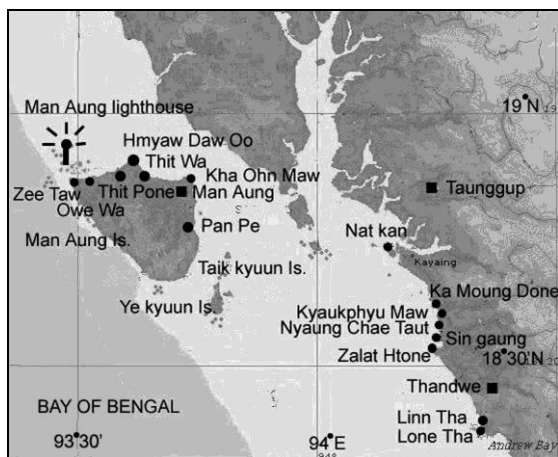 19 N
19
Man Aung lighthouse
Hmyaw Daw Oo
Thit Wa
Kha Ohn Maw
Zee Taw
Thit Pone
Man Aung
Taunggup
Owe Wa
Man Aung Is.
Pan Pe
Nat kan
Kayaing
Taik kyuun Is.
Ye kyuun Is.
Ka Moung Done
Kyaukphyu Maw
Nyaung Chae Taut
Sin gaung
Zalat Htone
18 30'N
Thandwe
BAY OF BENGAL
Linn Tha
Lone Tha
93 30'
94 E
Andrew Bay